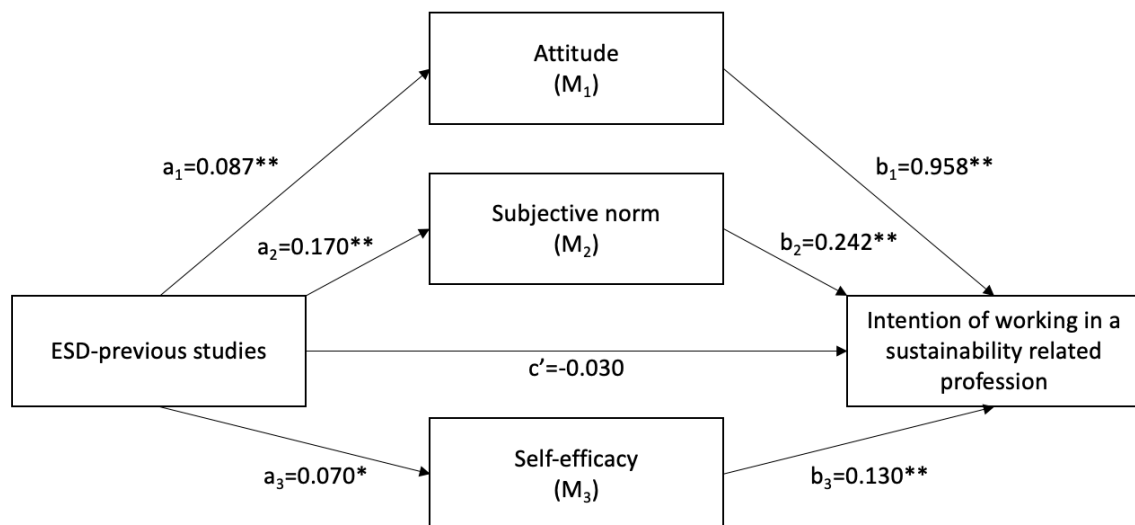 Attitude
(M₁)
a₁=0.087**
b₁=0.958**
Subjective norm
(M₂)
a₂=0.170**
b₂=0.242**
ESD-previous studies
c’=-0.030
Intention of working in a
sustainability related
profession
Self-efficacy
(M₃)
a₃=0.070*
b₃=0.130**